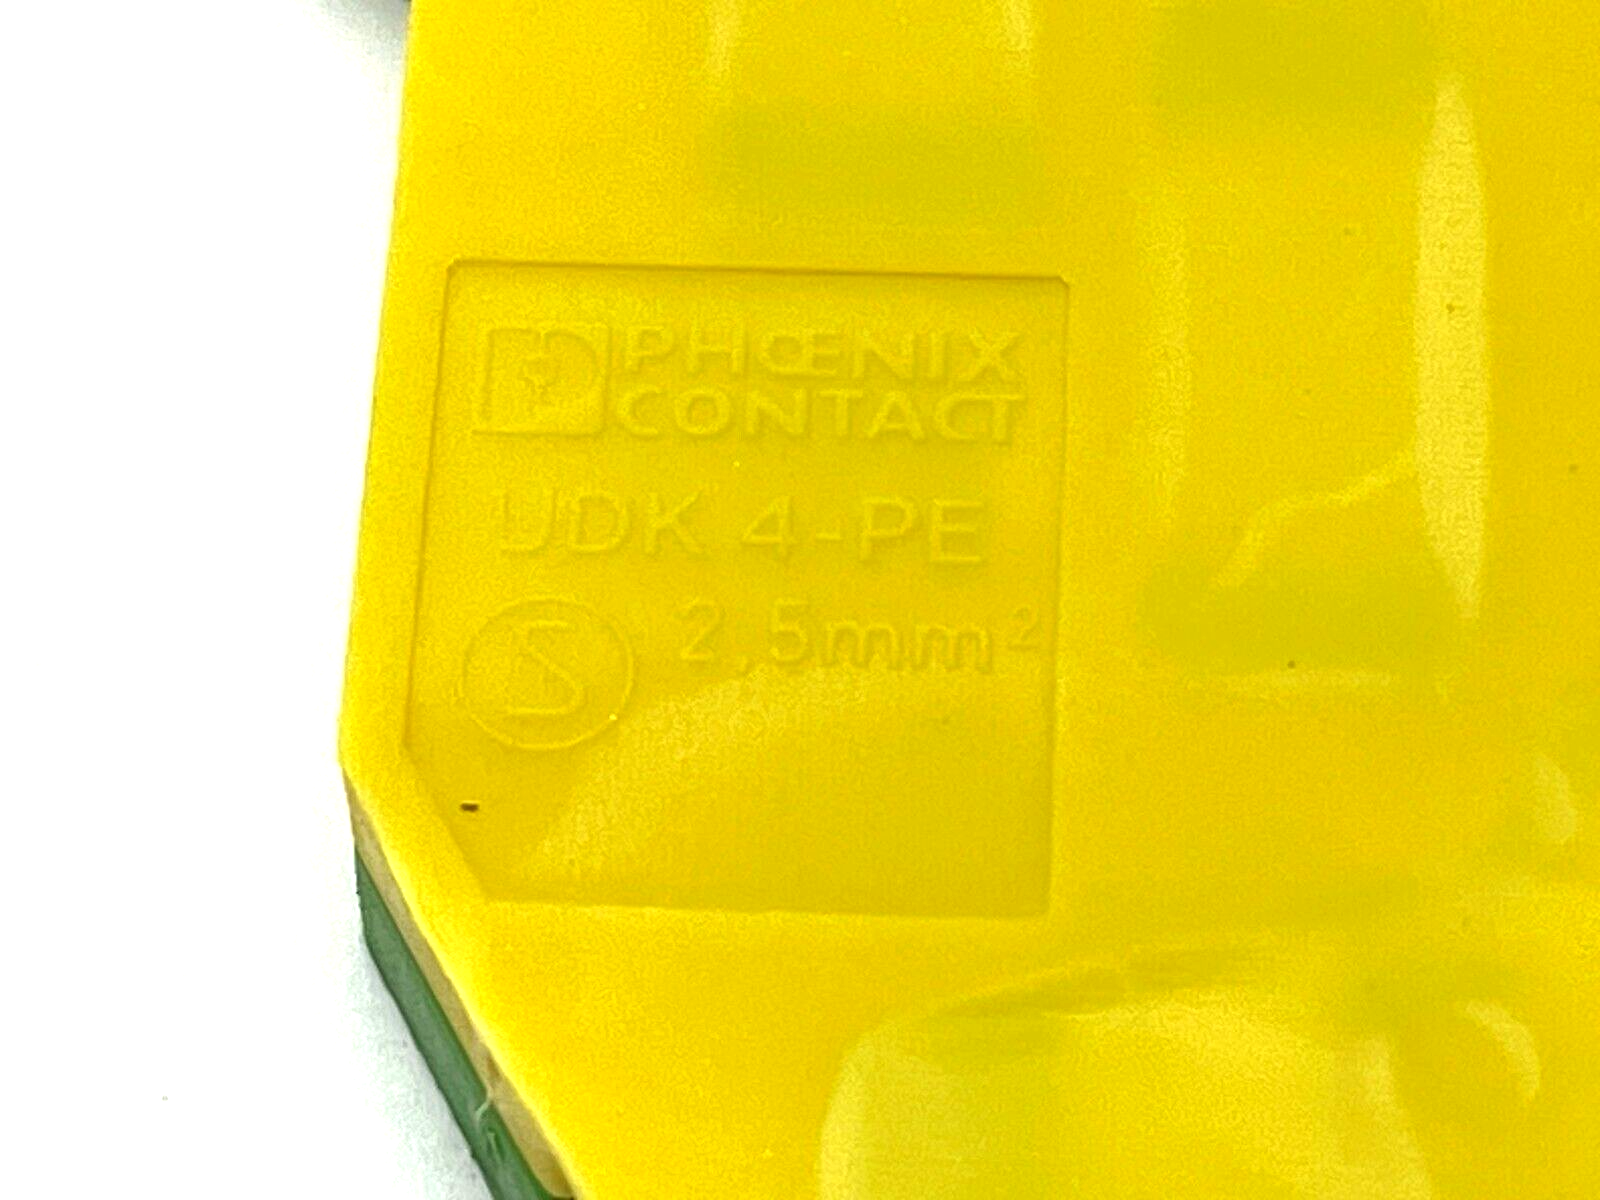 PHŒNIX
CONTACT
UDK 4-PE
S 2,5mm²